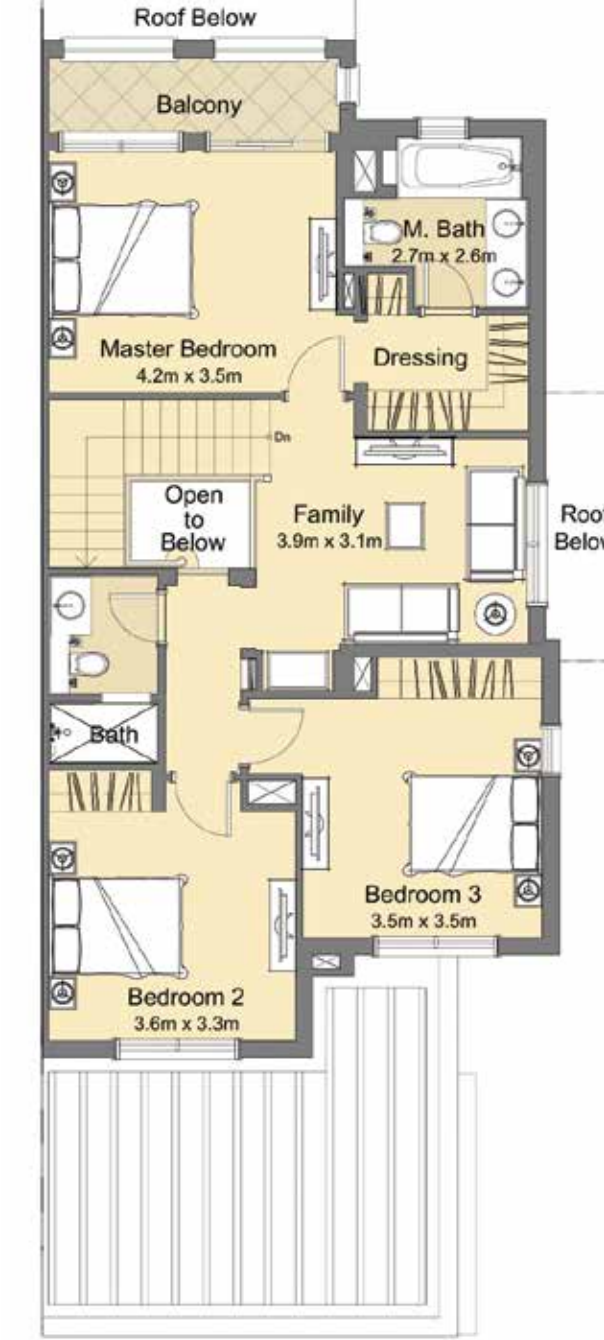 Roof Below
Balcony
M. Bath
2.7m x 2.6m
Master Bedroom
4.2m x 3.5m
Dressing
Dn
Open
to
Below
Family
3.9m x 3.1m
Roof
Below
Bath
Bedroom 3
3.5m x 3.5m
Bedroom 2
3.6m x 3.3m